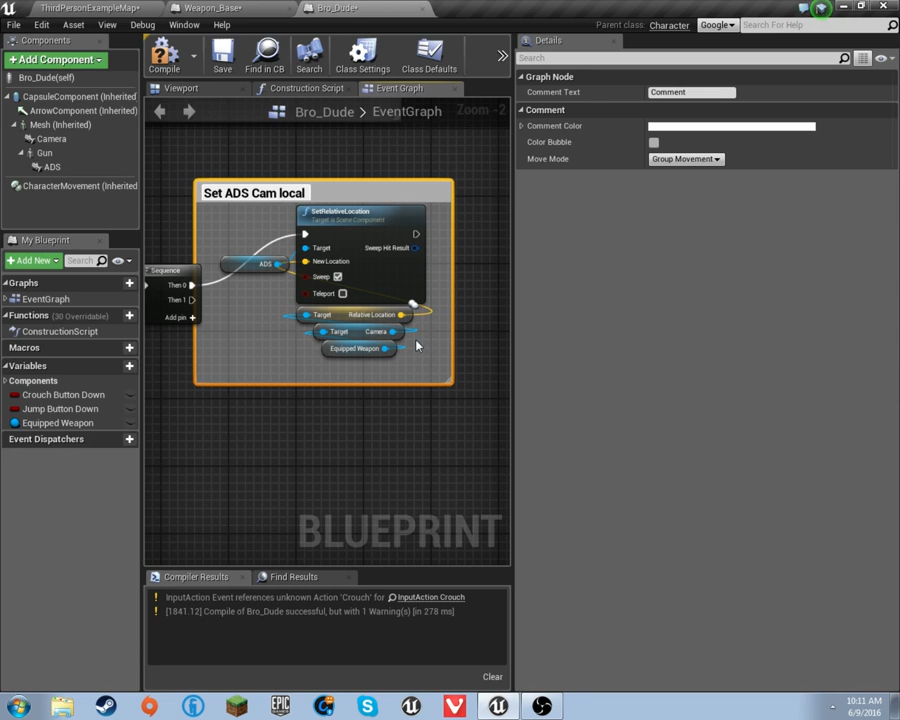 ThirdPersonExampleMap*
Weapon_Base*
Bro_Dude*
File Edit Asset View Debug Window Help
Parent class: Character
Google
Search For Help
Components
+ Add Component
Bro_Dude(self)
CapsuleComponent (Inherited)
ArrowComponent (Inherited)
Mesh (Inherited)
Camera
Gun
ADS
CharacterMovement (Inherited)
My Blueprint
+ Add New
Search
Graphs
EventGraph
Functions (18 Overridable)
ConstructionScript
Macros
Variables
Components
Crouch Button Down
Jump Button Down
Equipped Weapon
Event Dispatchers
Compile
Save
Find in CB
Search
Class Settings
Class Defaults
Viewport
Construction Script
Event Graph
Bro_Dude > EventGraph
Zoom -2
Set ADS Cam local
SetRelativeLocation
Target is Scene Component
Target
Sweep Hit Result
New Location
Sweep
Teleport
ADS
Sequence
Then 0
Then 1
Add pin
Target Relative Location
Target Camera
Equipped Weapon
BLUEPRINT
Compiler Results
Find Results
InputAction Event references unknown Action 'Crouch' for InputAction Crouch
[1841.12] Compile of Bro_Dude successful, but with 1 Warning(s) [in 278 ms]
Clear
Details
Search
Graph Node
Comment Text
Comment
Comment
Comment Color
Color Bubble
Move Mode
Group Movement
EPIC
10:11 AM
6/9/2016